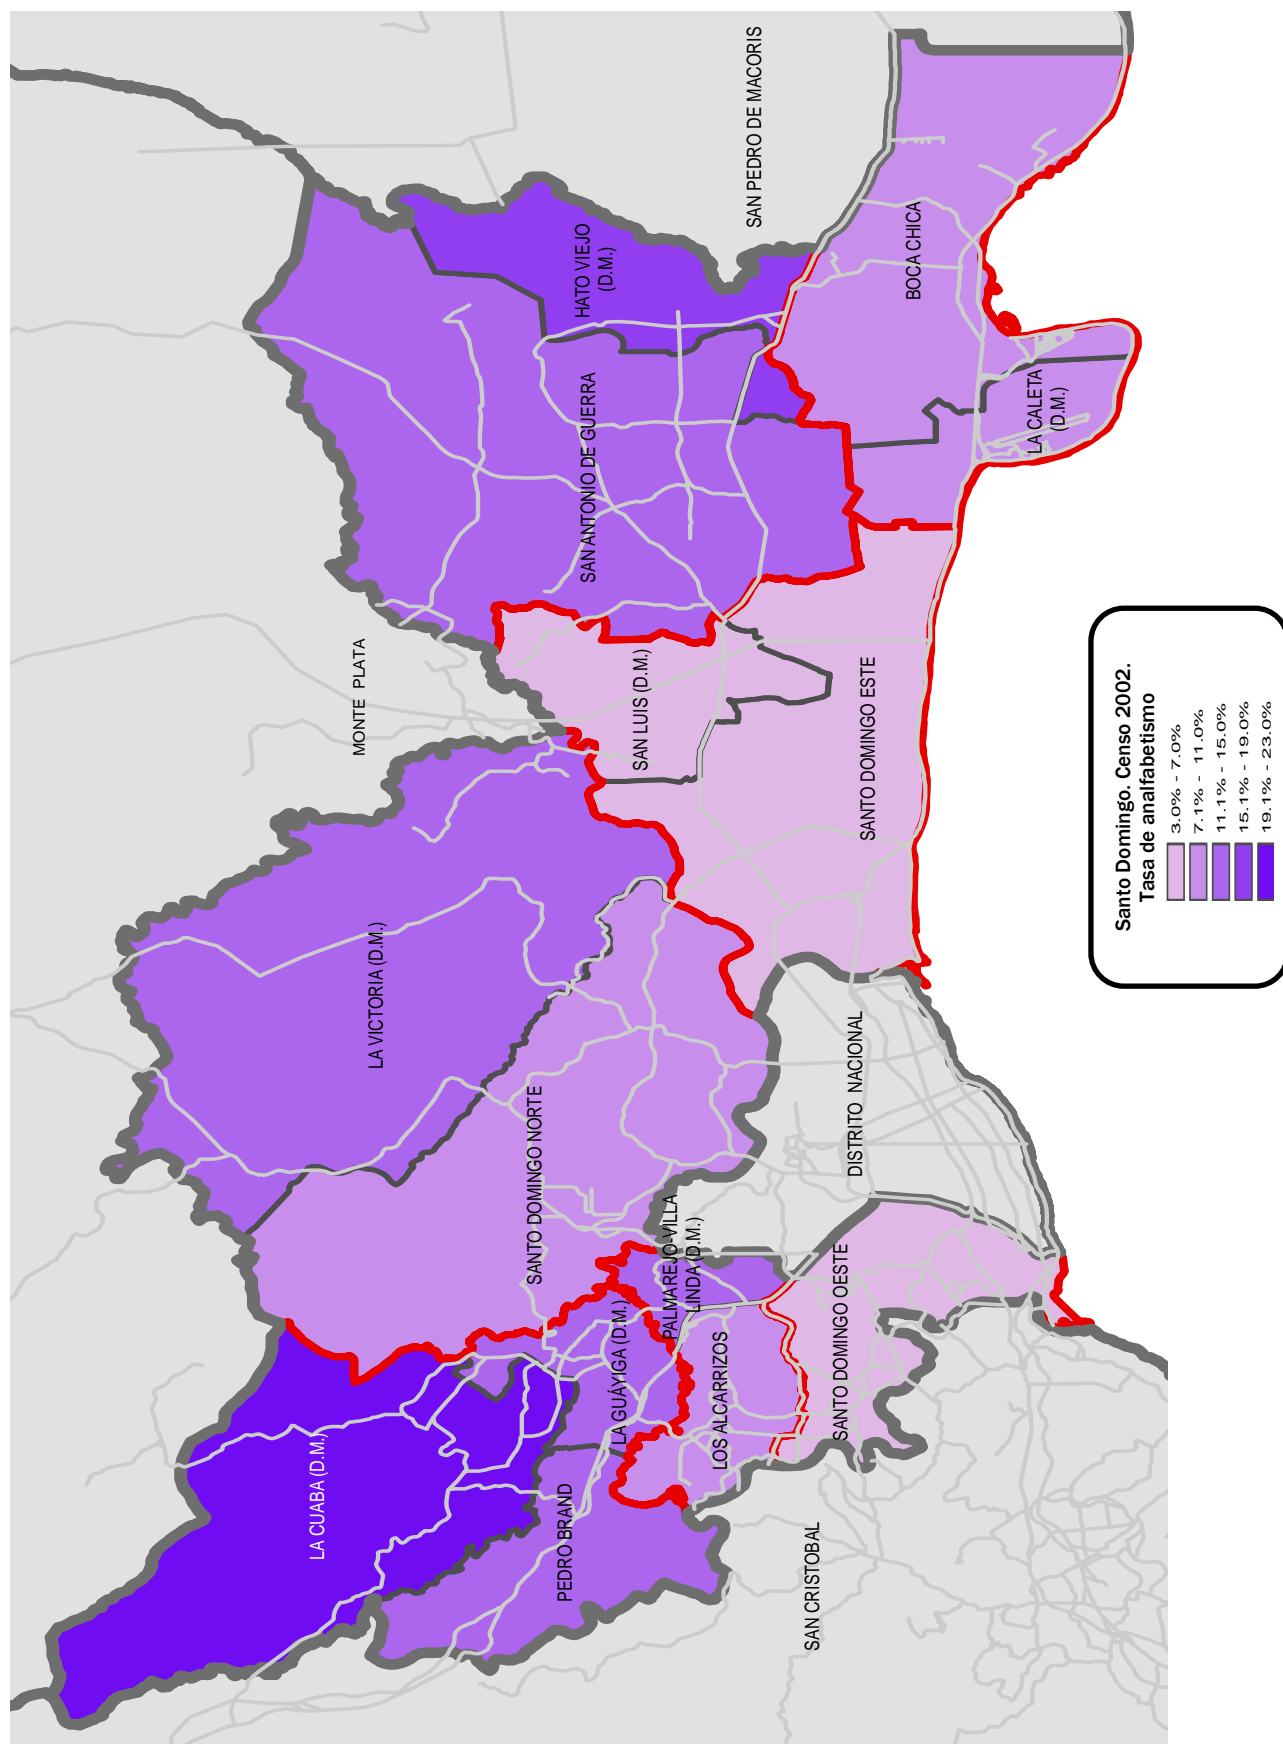 LA CUABA (D.M.)
PEDRO BRAND
LA GUÁYIGA (D.M.)
PALMAREJO-VILLA
LINDA (D.M.)
LOS ALCARRIZOS
SANTO DOMINGO OESTE
SAN CRISTOBAL
SANTO DOMINGO NORTE
LA VICTORIA (D.M.)
DISTRITO NACIONAL
MONTE PLATA
SAN LUIS (D.M.)
SANTO DOMINGO ESTE
SAN ANTONIO DE GUERRA
HATO VIEJO
(D.M.)
SAN PEDRO DE MACORIS
BOCA CHICA
LA CALETA
(D.M.)
Santo Domingo. Censo 2002.
Tasa de analfabetismo
3.0% - 7.0%
7.1% - 11.0%
11.1% - 15.0%
15.1% - 19.0%
19.1% - 23.0%